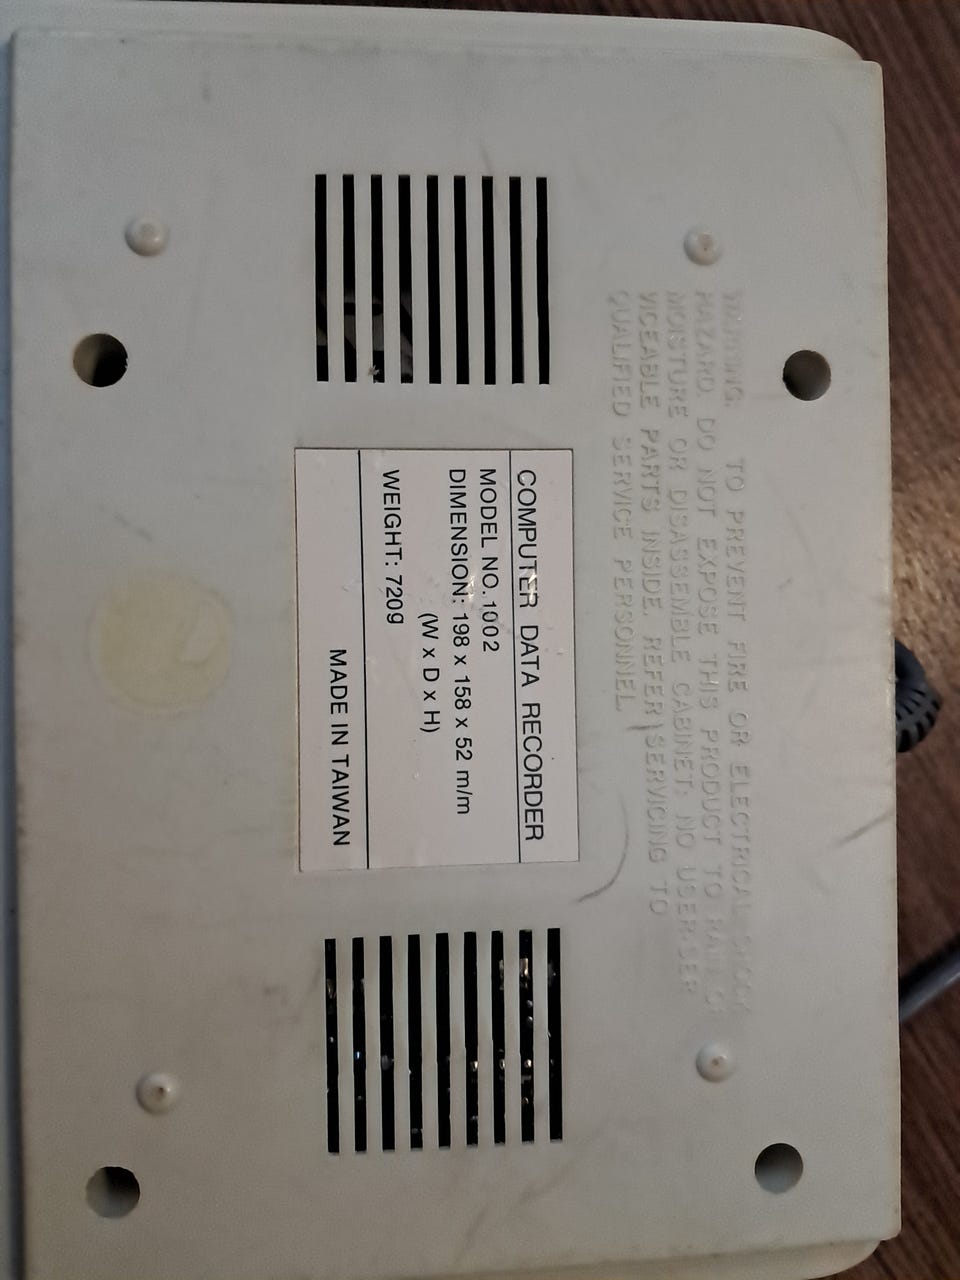 WARNING: TO PREVENT FIRE OR ELECTRICAL SHOCK
HAZARD. DO NOT EXPOSE THIS PRODUCT TO RAIN OR
MOISTURE OR DISASSEMBLE CABINET; NO USER-SER
VICEABLE PARTS INSIDE. REFER SERVICING TO
QUALIFIED SERVICE PERSONNEL.
COMPUTER DATA RECORDER
MODEL NO. 1002
DIMENSION: 198 x 158 x 52 m/m
(W x D x H)
WEIGHT: 720g
MADE IN TAIWAN